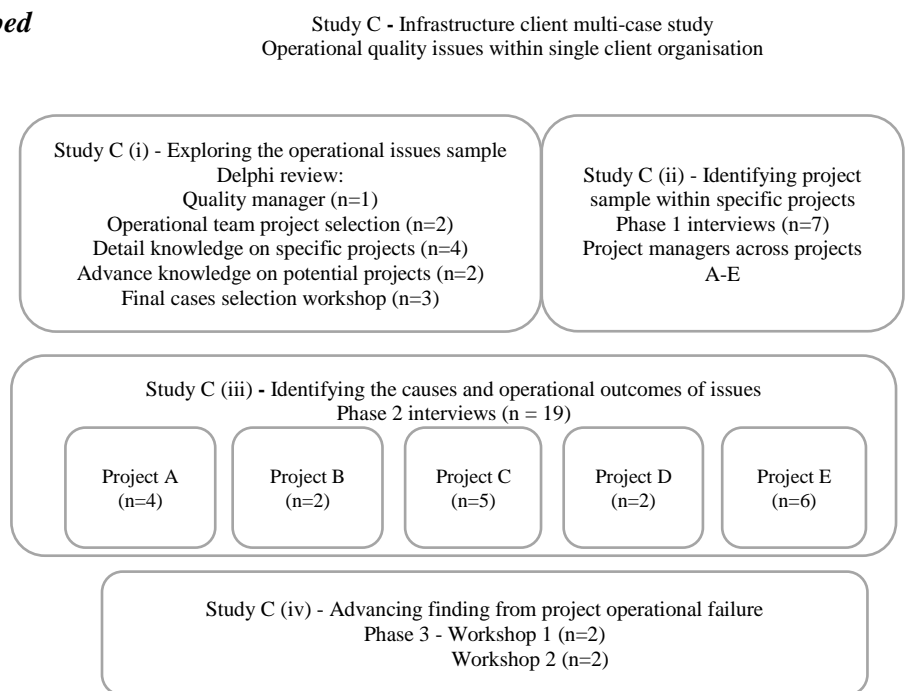 Study C - Infrastructure client multi-case study
Operational quality issues within single client organisation
Study C (i) - Exploring the operational issues sample
Delphi review:
Quality manager (n=1)
Operational team project selection (n=2)
Detail knowledge on specific projects (n=4)
Advance knowledge on potential projects (n=2)
Final cases selection workshop (n=3)
Study C (ii) - Identifying project
sample within specific projects
Phase 1 interviews (n=7)
Project managers across projects
A-E
Study C (iii) - Identifying the causes and operational outcomes of issues
Phase 2 interviews (n = 19)
Project A
(n=4)
Project B
(n=2)
Project C
(n=5)
Project D
(n=2)
Project E
(n=6)
Study C (iv) - Advancing finding from project operational failure
Phase 3 - Workshop 1 (n=2)
Workshop 2 (n=2)